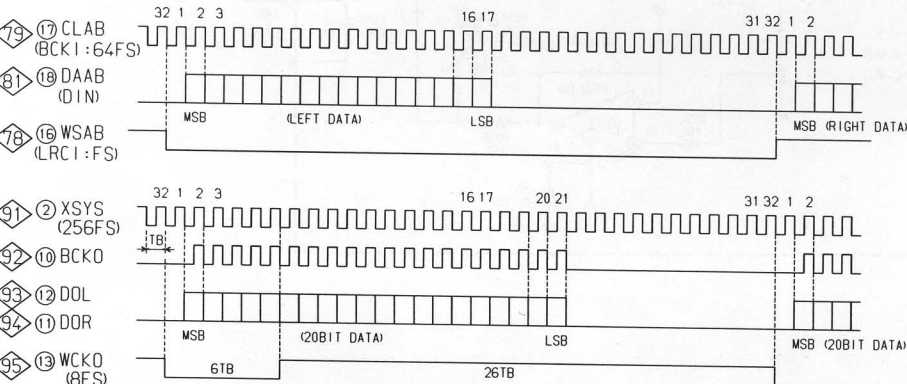 32 1 2 3 16 17 31 32 1 2
79 17 CLAB
(BCKI:64FS)
81 18 DAAB
(DIN)
MSB (LEFT DATA) LSB MSB (RIGHT DATA)
78 16 WSAB
(LRCI:FS)
32 1 2 3 16 17 20 21 31 32 1 2
91 2 XSYS
(256FS)
TB
92 10 BCKO
93 12 DOL
94 11 DOR
MSB (20BIT DATA) LSB MSB (20BIT DATA)
95 13 WCKO
(8FS)
6TB 26TB